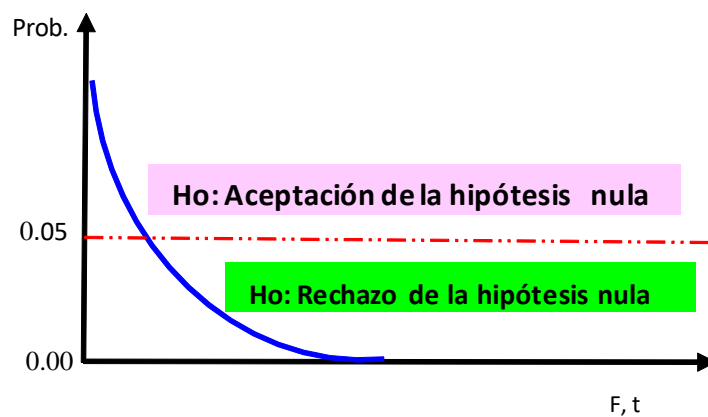 Prob.
Ho: Aceptación de la hipótesis nula
0.05
Ho: Rechazo de la hipótesis nula
0.00
F, t